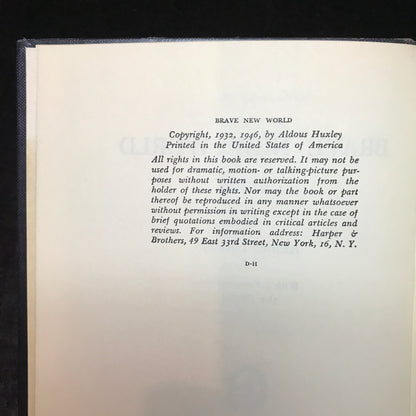 BRAVE NEW WORLD
Copyright, 1932, 1946, by Aldous Huxley
Printed in the United States of America
All rights in this book are reserved. It may not be
used for dramatic, motion- or talking-picture pur-
poses without written authorization from the
holder of these rights. Nor may the book or part
thereof be reproduced in any manner whatsoever
without permission in writing except in the case of
brief quotations embodied in critical articles and
reviews. For information address: Harper &
Brothers, 49 East 33rd Street, New York, 16, N. Y.
D-H